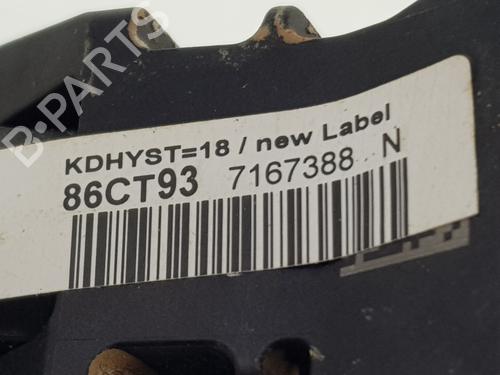 B-PARTS
KDHYST=18 / new Label
86CT93 7167388 N